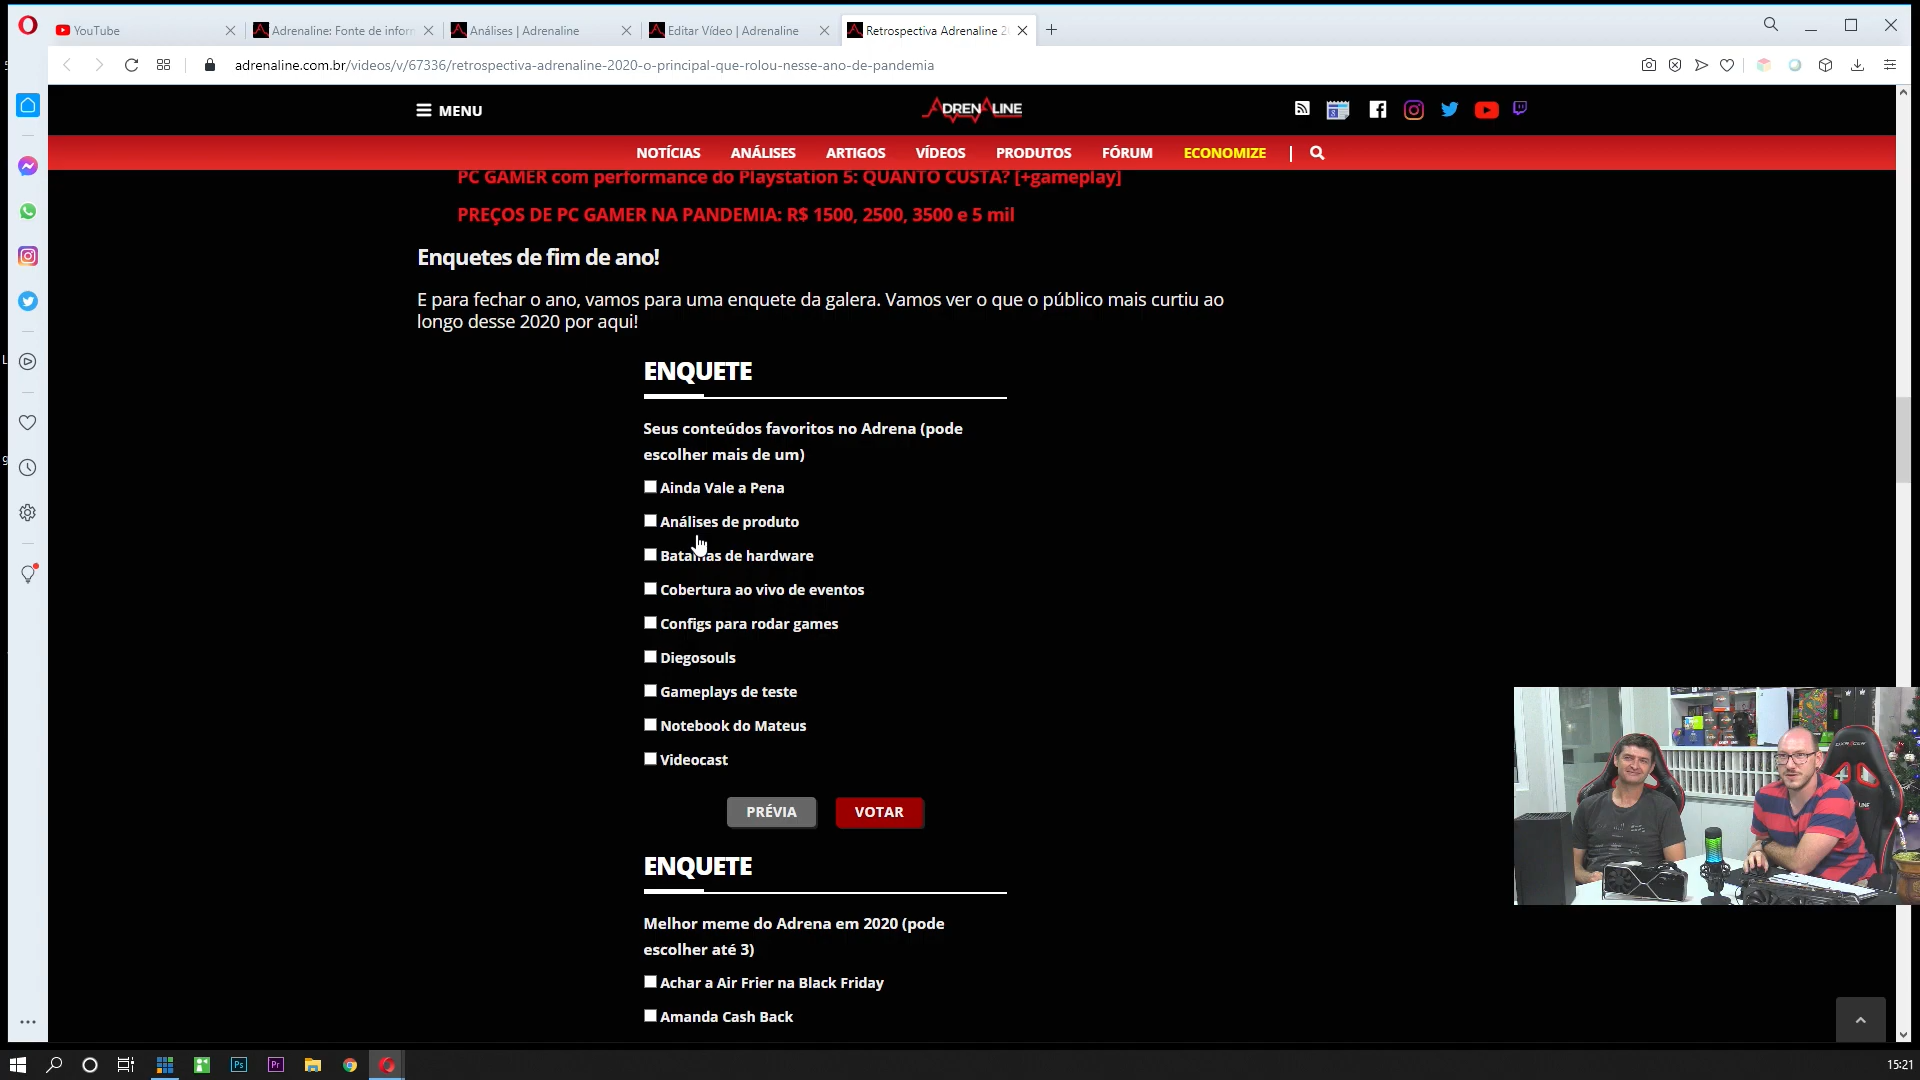 YouTube
Adrenaline: Fonte de inform
Análises | Adrenaline
Editar Vídeo | Adrenaline
Retrospectiva Adrenaline 2
adrenaline.com.br/videos/v/67336/retrospectiva-adrenaline-2020-o-principal-que-rolou-nesse-ano-de-pandemia
MENU
ADRENALINE
NOTÍCIAS
ANÁLISES
ARTIGOS
VÍDEOS
PRODUTOS
FÓRUM
ECONOMIZE
PC GAMER com performance do Playstation 5: QUANTO CUSTA? [+gameplay]
PREÇOS DE PC GAMER NA PANDEMIA: R$ 1500, 2500, 3500 e 5 mil
Enquetes de fim de ano!
E para fechar o ano, vamos para uma enquete da galera. Vamos ver o que o público mais curtiu ao
longo desse 2020 por aqui!
ENQUETE
Seus conteúdos favoritos no Adrena (pode
escolher mais de um)
Ainda Vale a Pena
Análises de produto
Batalhas de hardware
Cobertura ao vivo de eventos
Configs para rodar games
Diegosouls
Gameplays de teste
Notebook do Mateus
Videocast
PRÉVIA
VOTAR
ENQUETE
Melhor meme do Adrena em 2020 (pode
escolher até 3)
Achar a Air Frier na Black Friday
Amanda Cash Back
Ps
Pr
15:21